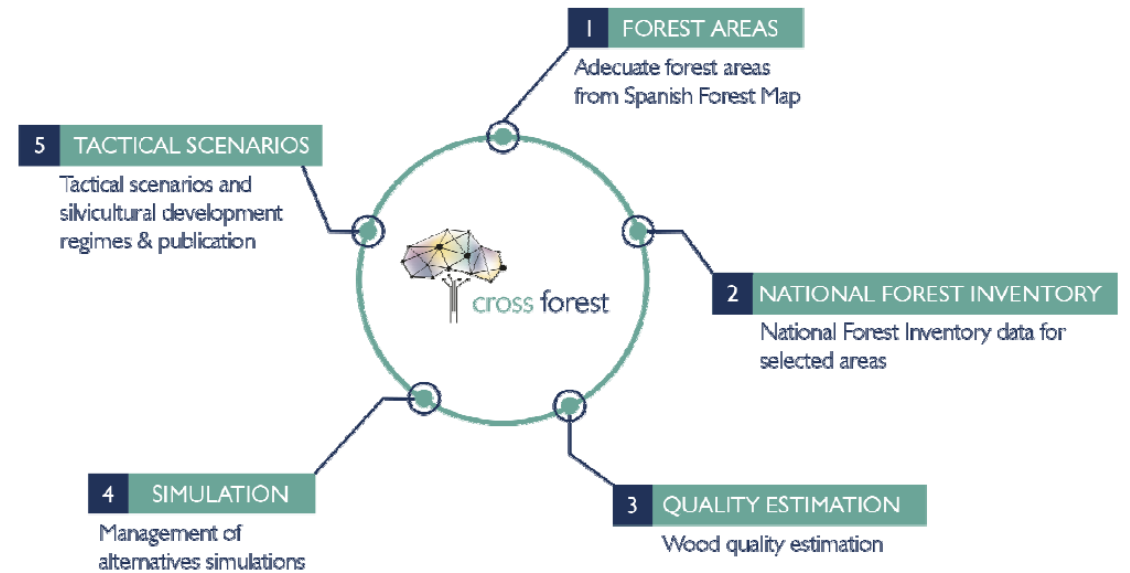 1 FOREST AREAS
Adecuate forest areas
from Spanish Forest Map
2 NATIONAL FOREST INVENTORY
National Forest Inventory data for
selected areas
3 QUALITY ESTIMATION
Wood quality estimation
4 SIMULATION
Management of
alternatives simulations
5 TACTICAL SCENARIOS
Tactical scenarios and
silvicultural development
regimes & publication
cross forest